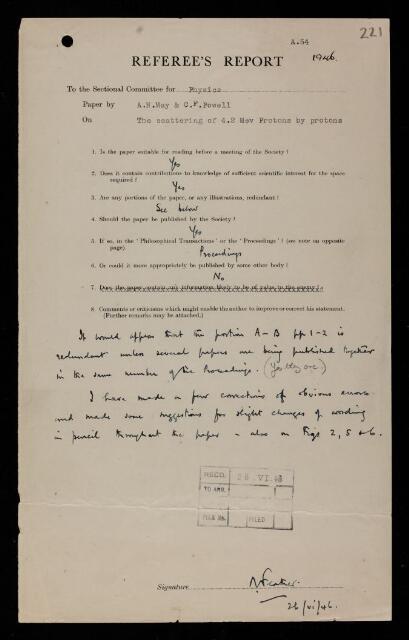 221
A.54
REFEREE'S REPORT 1946.
To the Sectional Committee for Physics
Paper by A.N.May & C.F.Powell
On The scattering of 4.2 Mev Protons by protons
1. Is the paper suitable for reading before a meeting of the Society?
Yes
2. Does it contain contributions to knowledge of sufficient scientific interest for the space
required?
Yes
3. Are any portions of the paper, or any illustrations, redundant?
See below
4. Should the paper be published by the Society?
Yes
5. If so, in the 'Philosophical Transactions' or the 'Proceedings'? (see note on opposite
page).
Proceedings
6. Or could it more appropriately be published by some other body?
No
7. Does the paper contain any information likely to be of value to the enemy?
8. Comments or criticisms which might enable the author to improve or correct his statement.
(Further remarks may be attached.)
It would appear that the portion A-B pp 1-2 is
redundant unless several papers are being published together
in the same number of the Proceedings. (Yes they are)
I have made a few corrections of obvious errors
and made some suggestions for slight changes of wording
in pencil throughout the paper - also on Figs 2, 5 & 6.
RECD. 28 .VI.46
TO AMD.
FILE No. FILED
Signature N Feather.
26/vi/46.